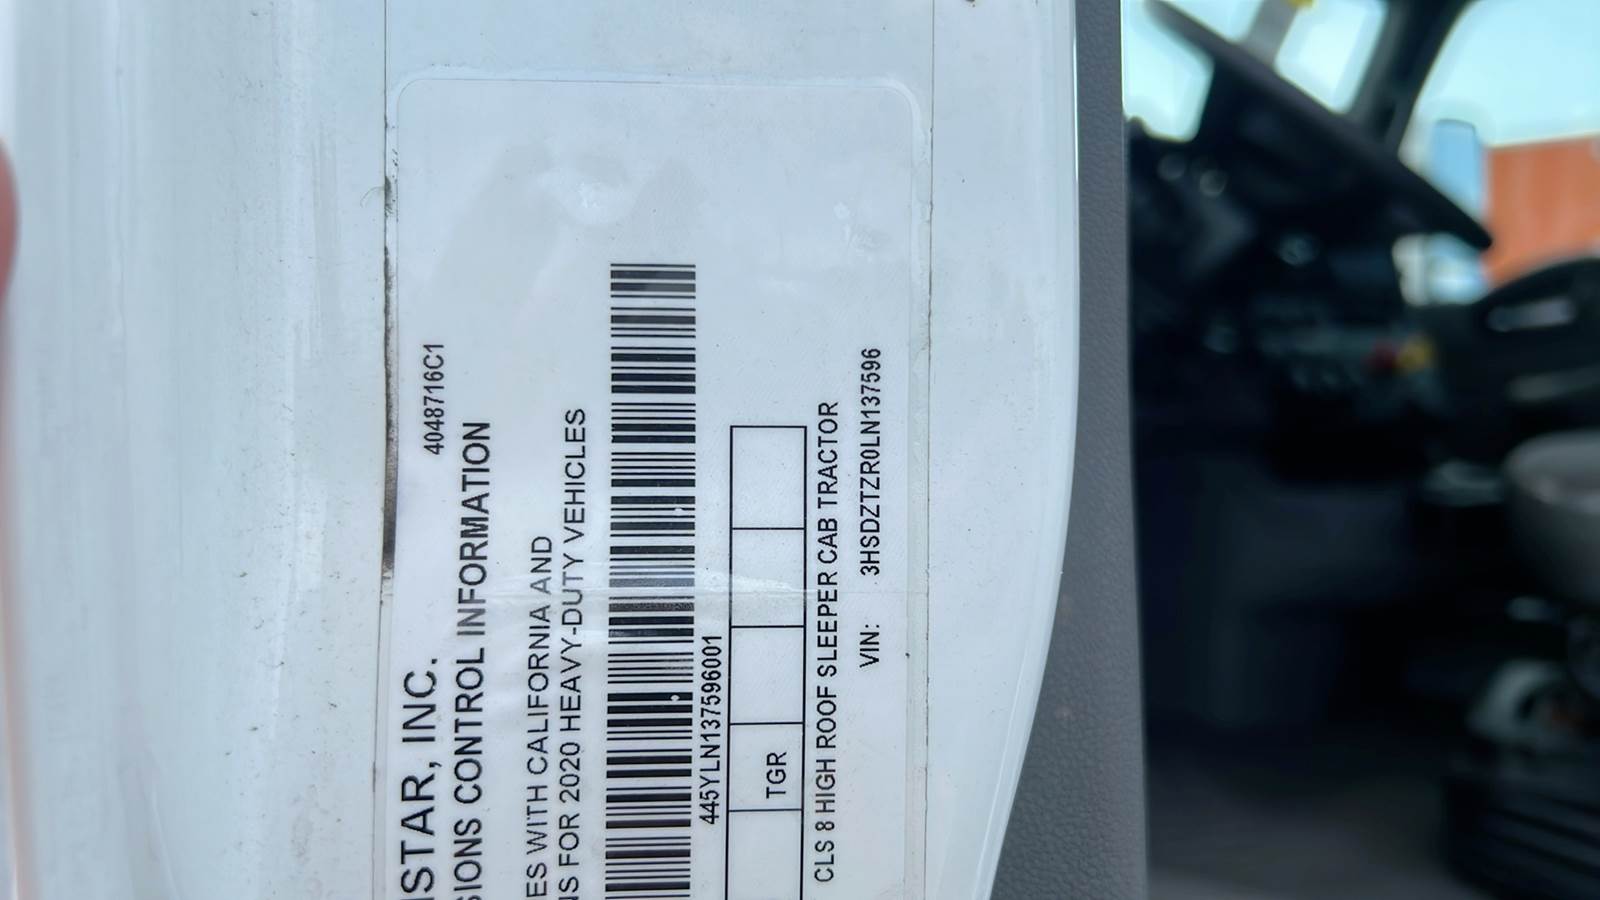 4048716C1
ISTAR, INC.
SIONS CONTROL INFORMATION
ES WITH CALIFORNIA AND
NS FOR 2020 HEAVY-DUTY VEHICLES
445YLN137596001
TGR
CLS 8 HIGH ROOF SLEEPER CAB TRACTOR
VIN: 3HSDZTZR0LN137596